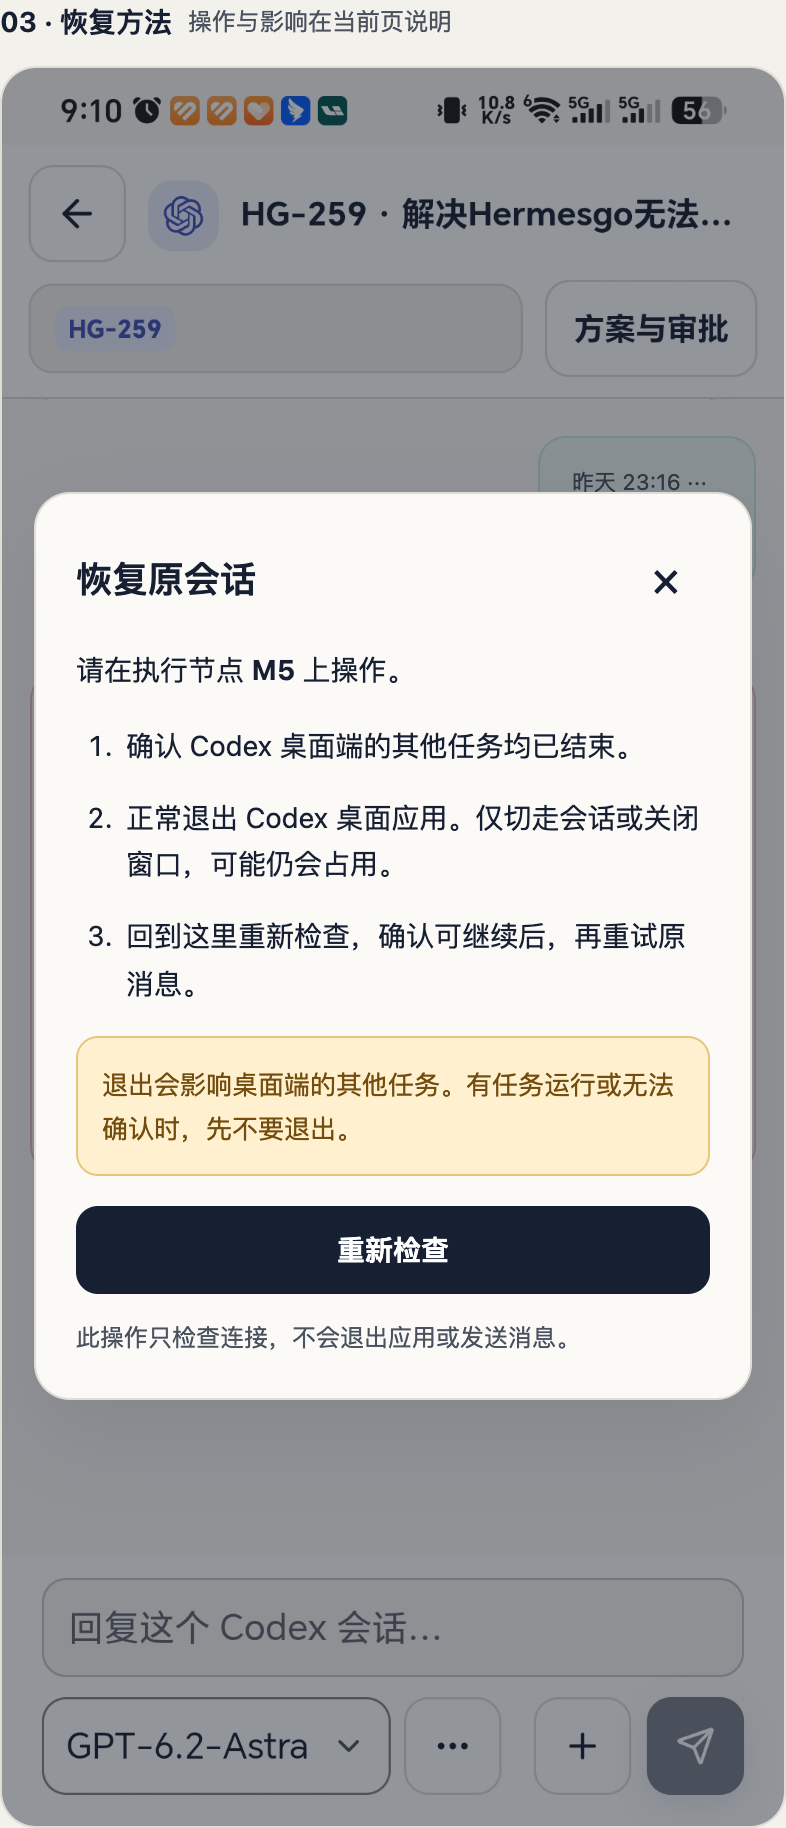 03 · 恢复方法 操作与影响在当前页说明
9:10 10.8 K/s 6 5G 5G 56
HG-259 · 解决Hermesgo无法...
HG-259 方案与审批
昨天 23:16 ···
恢复原会话
请在执行节点 M5 上操作。
1. 确认 Codex 桌面端的其他任务均已结束。
2. 正常退出 Codex 桌面应用。仅切走会话或关闭
窗口，可能仍会占用。
3. 回到这里重新检查，确认可继续后，再重试原
消息。
退出会影响桌面端的其他任务。有任务运行或无法
确认时，先不要退出。
重新检查
此操作只检查连接，不会退出应用或发送消息。
回复这个 Codex 会话...
GPT-6.2-Astra